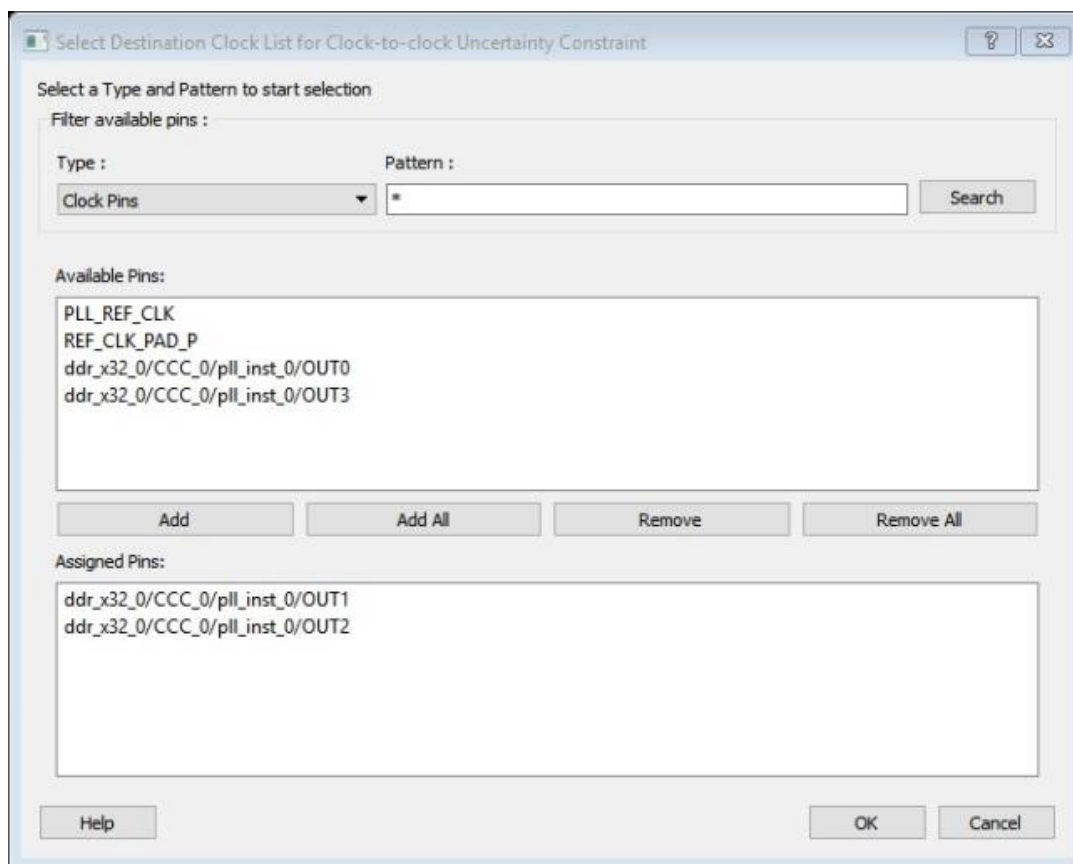 Select Destination Clock List for Clock-to-clock Uncertainty Constraint
Select a Type and Pattern to start selection
Filter available pins :
Type : Pattern :
Clock Pins * Search
Available Pins:
PLL_REF_CLK
REF_CLK_PAD_P
ddr_x32_0/CCC_0/pll_inst_0/OUT0
ddr_x32_0/CCC_0/pll_inst_0/OUT3
Add Add All Remove Remove All
Assigned Pins:
ddr_x32_0/CCC_0/pll_inst_0/OUT1
ddr_x32_0/CCC_0/pll_inst_0/OUT2
Help OK Cancel